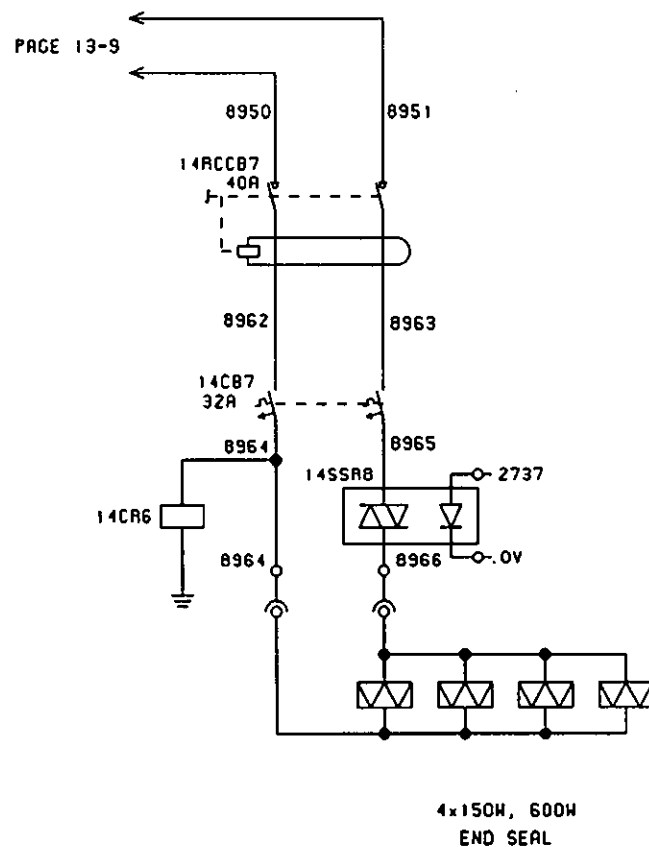 PAGE 13-9
8950
8951
14RCCB7
40A
8962
8963
14CB7
32A
8964
8965
14SSR8
2737
14CR6
8964
8966
.0V
4x150W, 600W
END SEAL